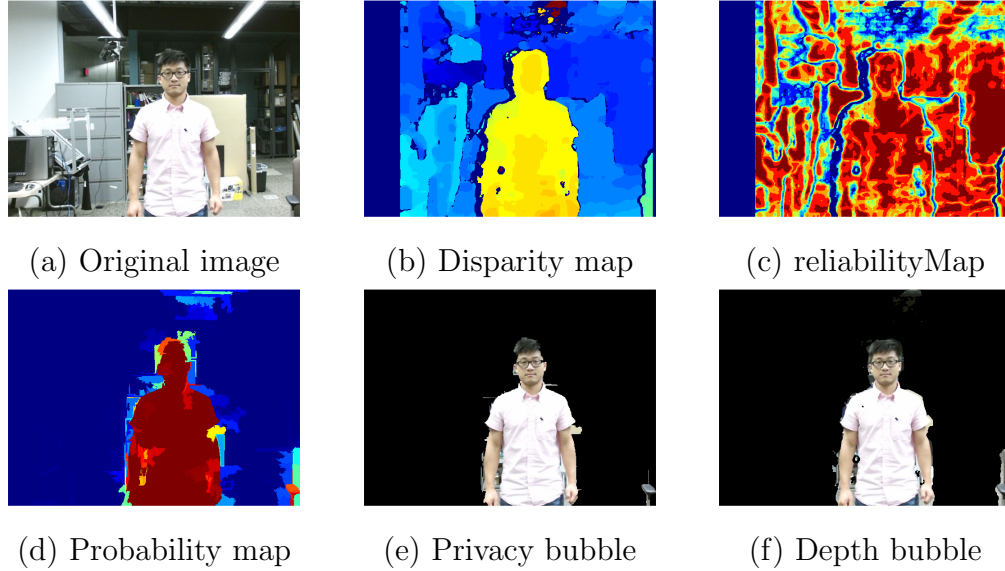 (a) Original image
(b) Disparity map
(c) reliabilityMap
(d) Probability map
(e) Privacy bubble
(f) Depth bubble